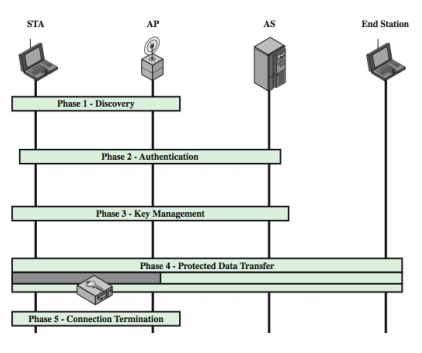 STA
AP
AS
End Station
Phase 1 - Discovery
Phase 2 - Authentication
Phase 3 - Key Management
Phase 4 - Protected Data Transfer
Phase 5 - Connection Termination